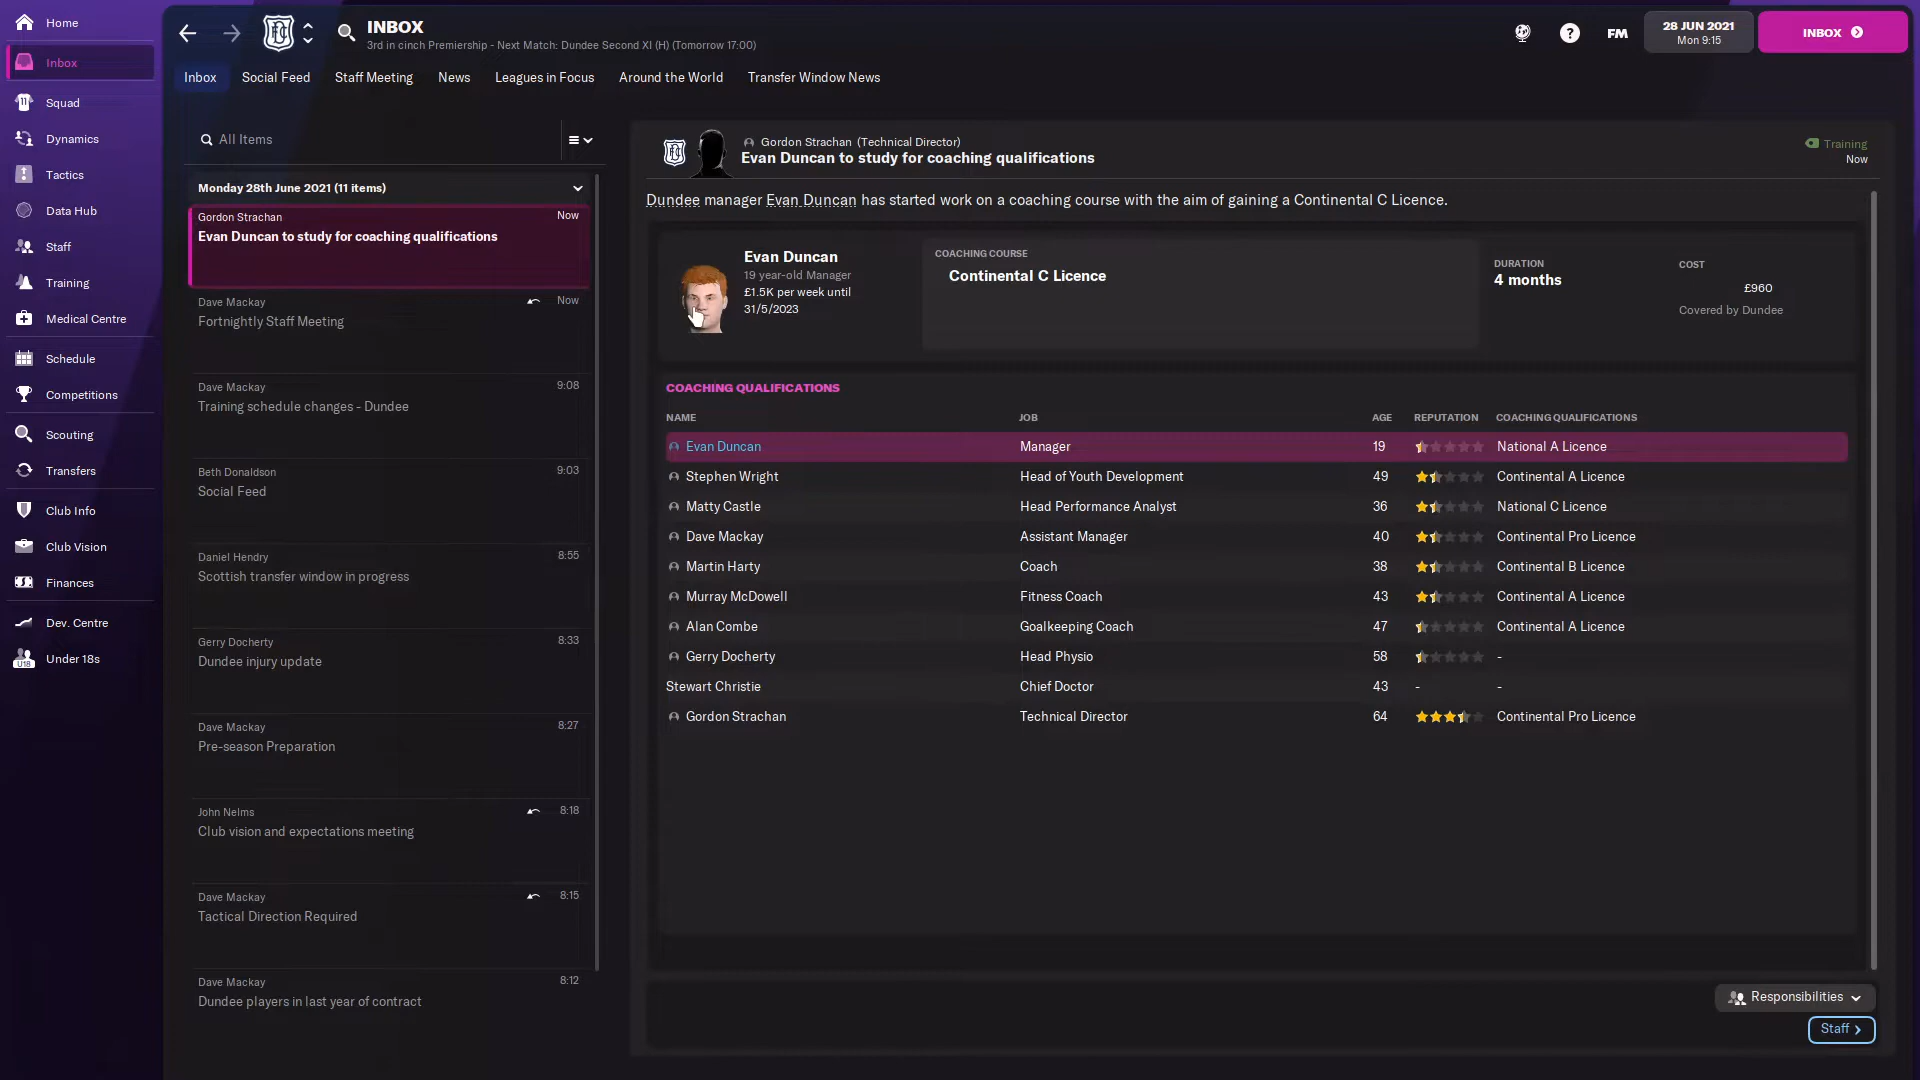 Home
Inbox
Squad
Dynamics
Tactics
Data Hub
Staff
Training
Medical Centre
Schedule
Competitions
Scouting
Transfers
Club Info
Club Vision
Finances
Dev. Centre
U18
Under 18s
INBOX
3rd in cinch Premiership - Next Match: Dundee Second XI (H) (Tomorrow 17:00)
?
FM
28 JUN 2021
Mon 9:15
INBOX
Inbox
Social Feed
Staff Meeting
News
Leagues in Focus
Around the World
Transfer Window News
All Items
Monday 28th June 2021 (11 items)
Gordon Strachan
Now
Evan Duncan to study for coaching qualifications
Dave Mackay
Now
Fortnightly Staff Meeting
Dave Mackay
9:08
Training schedule changes - Dundee
Beth Donaldson
9:03
Social Feed
Daniel Hendry
8:55
Scottish transfer window in progress
Gerry Docherty
8:33
Dundee injury update
Dave Mackay
8:27
Pre-season Preparation
John Nelms
8:18
Club vision and expectations meeting
Dave Mackay
8:15
Tactical Direction Required
Dave Mackay
8:12
Dundee players in last year of contract
Gordon Strachan (Technical Director)
Evan Duncan to study for coaching qualifications
Training
Now
Dundee manager Evan Duncan has started work on a coaching course with the aim of gaining a Continental C Licence.
Evan Duncan
19 year-old Manager
£1.5K per week until
31/5/2023
COACHING COURSE
Continental C Licence
DURATION
4 months
COST
£960
Covered by Dundee
COACHING QUALIFICATIONS
NAME JOB AGE REPUTATION COACHING QUALIFICATIONS
Evan Duncan Manager 19 National A Licence
Stephen Wright Head of Youth Development 49 Continental A Licence
Matty Castle Head Performance Analyst 36 National C Licence
Dave Mackay Assistant Manager 40 Continental Pro Licence
Martin Harty Coach 38 Continental B Licence
Murray McDowell Fitness Coach 43 Continental A Licence
Alan Combe Goalkeeping Coach 47 Continental A Licence
Gerry Docherty Head Physio 58 -
Stewart Christie Chief Doctor 43 - -
Gordon Strachan Technical Director 64 Continental Pro Licence
Responsibilities
Staff